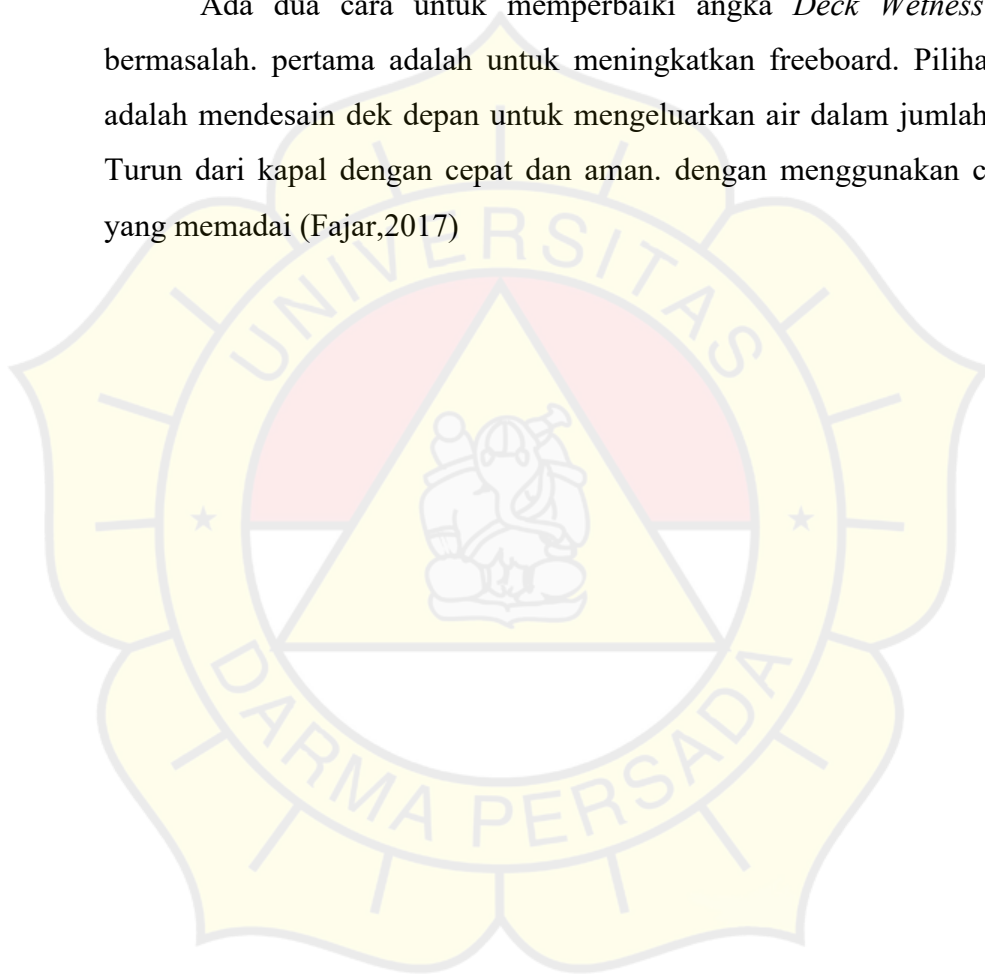 Ada dua cara untuk memperbaiki angka Deck Wetness
bermasalah. pertama adalah untuk meningkatkan freeboard.
adalah mendesain dek depan untuk mengeluarkan air dalam jumlah
Turun dari kapal dengan cepat dan aman. dengan menggunakan
yang memadai (Fajar,2017)
UNIVERSITAS
DARMA PERSADA